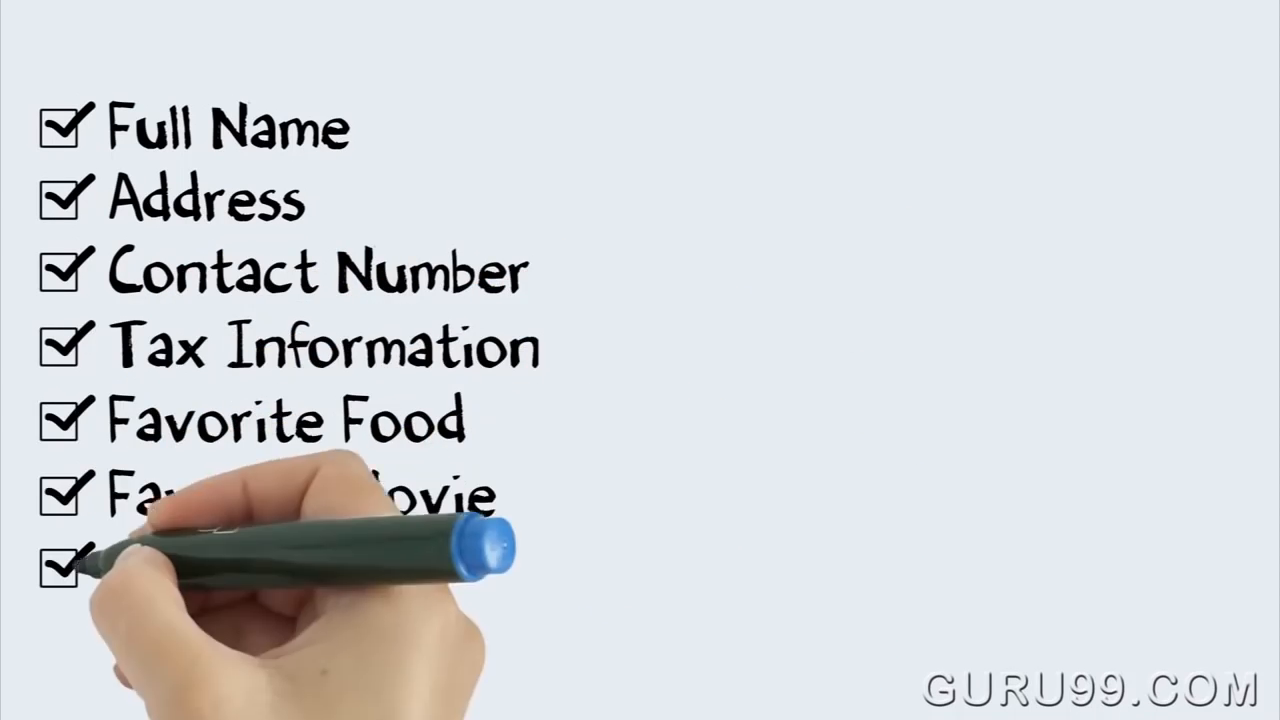 Full Name
Address
Contact Number
Tax Information
Favorite Food
GURU99.COM